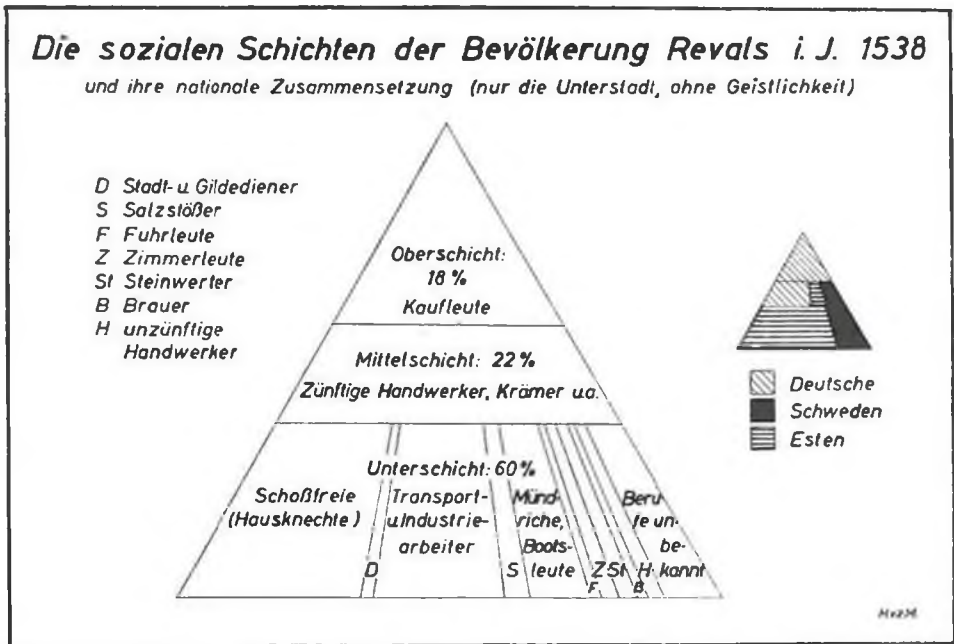 Die sozialen Schichten der Bevölkerung Revals i. J. 1538
und ihre nationale Zusammensetzung (nur die Unterstadt, ohne Geistlichkeit)
D Stadt- u. Gildediener
S Salzstößer
F Fuhrleute
Z Zimmerleute
St Steinwerter
B Brauer
H unzünftige
Handwerker
Oberschicht:
18 %
Kaufleute
Mittelschicht: 22 %
Zünftige Handwerker, Krämer u.a.
Unterschicht: 60 %
Schoßfreie
(Hausknechte)
D
Transport-
u. Industrie-
arbeiter
S
Münd-
riche,
Boots-
leute
F
Z
St
B
H
Beru-
fe un-
be-
kannt
Deutsche
Schweden
Esten